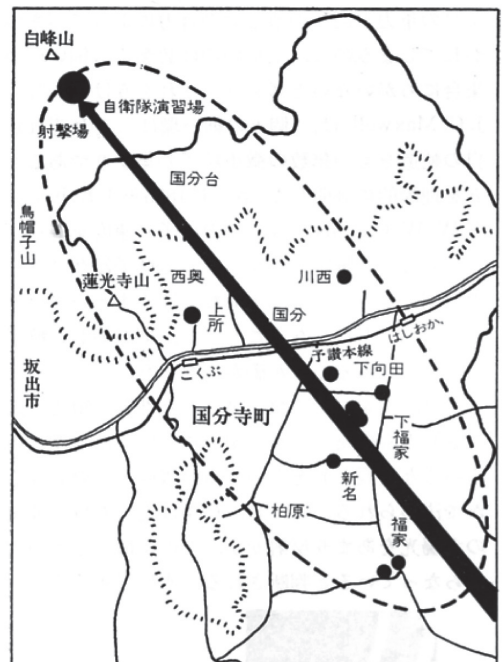 白峰山
自衛隊演習場
射撃場
国分台
烏帽子山
蓮光寺山
西奥
川西
上所
国分
はしおか
予讃本線
こくぶ
下向田
坂出市
国分寺町
下福家
新名
柏原
福家